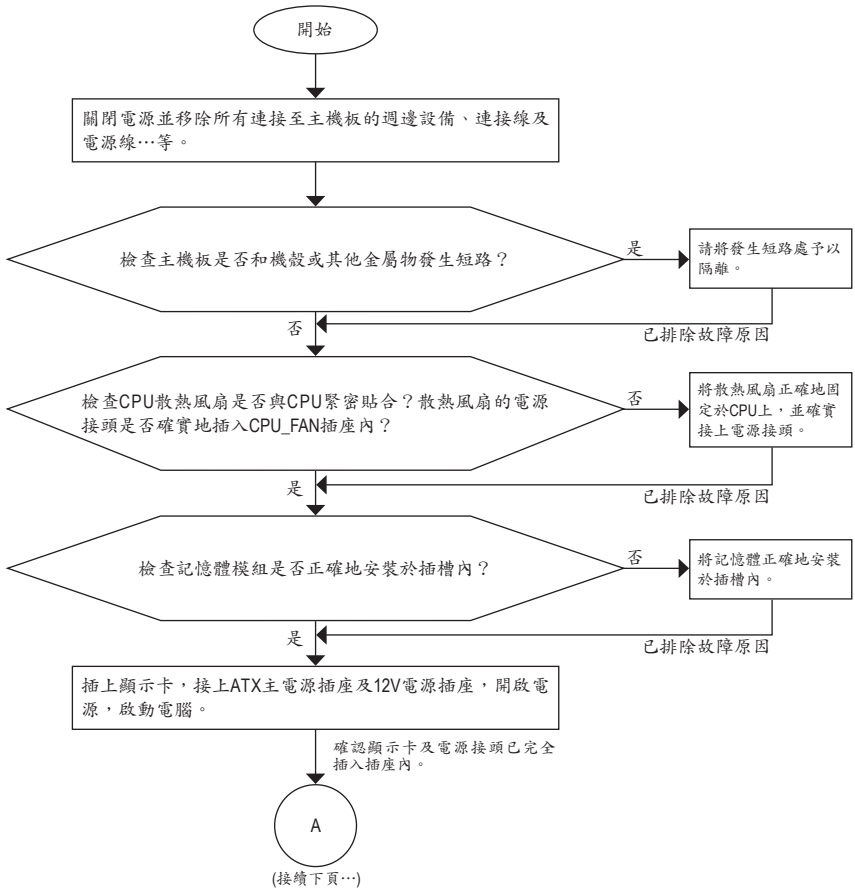 開始
關閉電源並移除所有連接至主機板的週邊設備、連接線及
電源線…等。
檢查主機板是否和機殼或其他金屬物發生短路？
是
請將發生短路處予以
隔離。
否
已排除故障原因
檢查CPU散熱風扇是否與CPU緊密貼合？散熱風扇的電源
接頭是否確實地插入CPU_FAN插座內？
否
將散熱風扇正確地固
定於CPU上，並確實
接上電源接頭。
是
已排除故障原因
檢查記憶體模組是否正確地安裝於插槽內？
否
將記憶體正確地安裝
於插槽內。
是
已排除故障原因
插上顯示卡，接上ATX主電源插座及12V電源插座，開啟電
源，啟動電腦。
確認顯示卡及電源接頭已完全
插入插座內。
A
(接續下頁…)